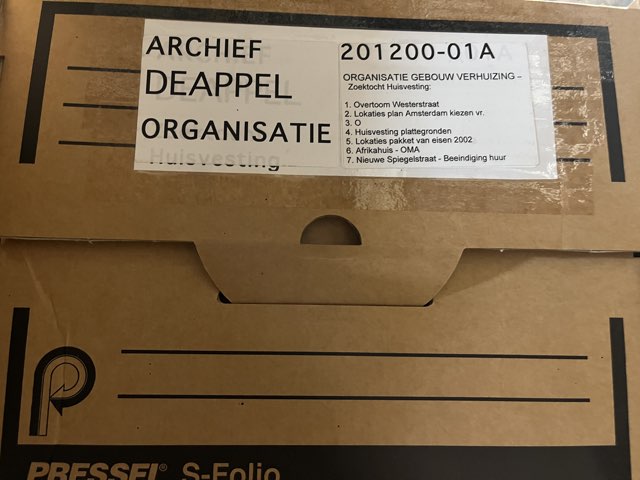 ARCHIEF
DEAPPEL
ORGANISATIE
Huisvesting
201200-01A
ORGANISATIE GEBOUW VERHUIZING –
Zoektocht Huisvesting:
1. Overtoom Westerstraat
2. Lokaties plan Amsterdam kiezen vr.
3. O
4. Huisvesting plattegronden
5. Lokaties pakket van eisen 2002
6. Afrikahuis - OMA
7. Nieuwe Spiegelstraat - Beeindiging huur
PRESSEL® S-Folio